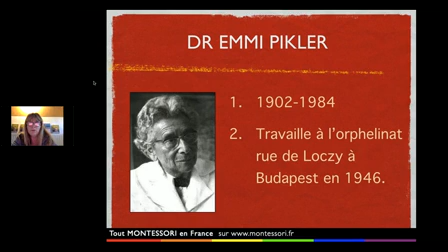 DR EMMI PIKLER
1. 1902-1984
2. Travaille à l'orphelinat
rue de Loczy à
Budapest en 1946.
Tout MONTESSORI en France sur www.montessori.fr